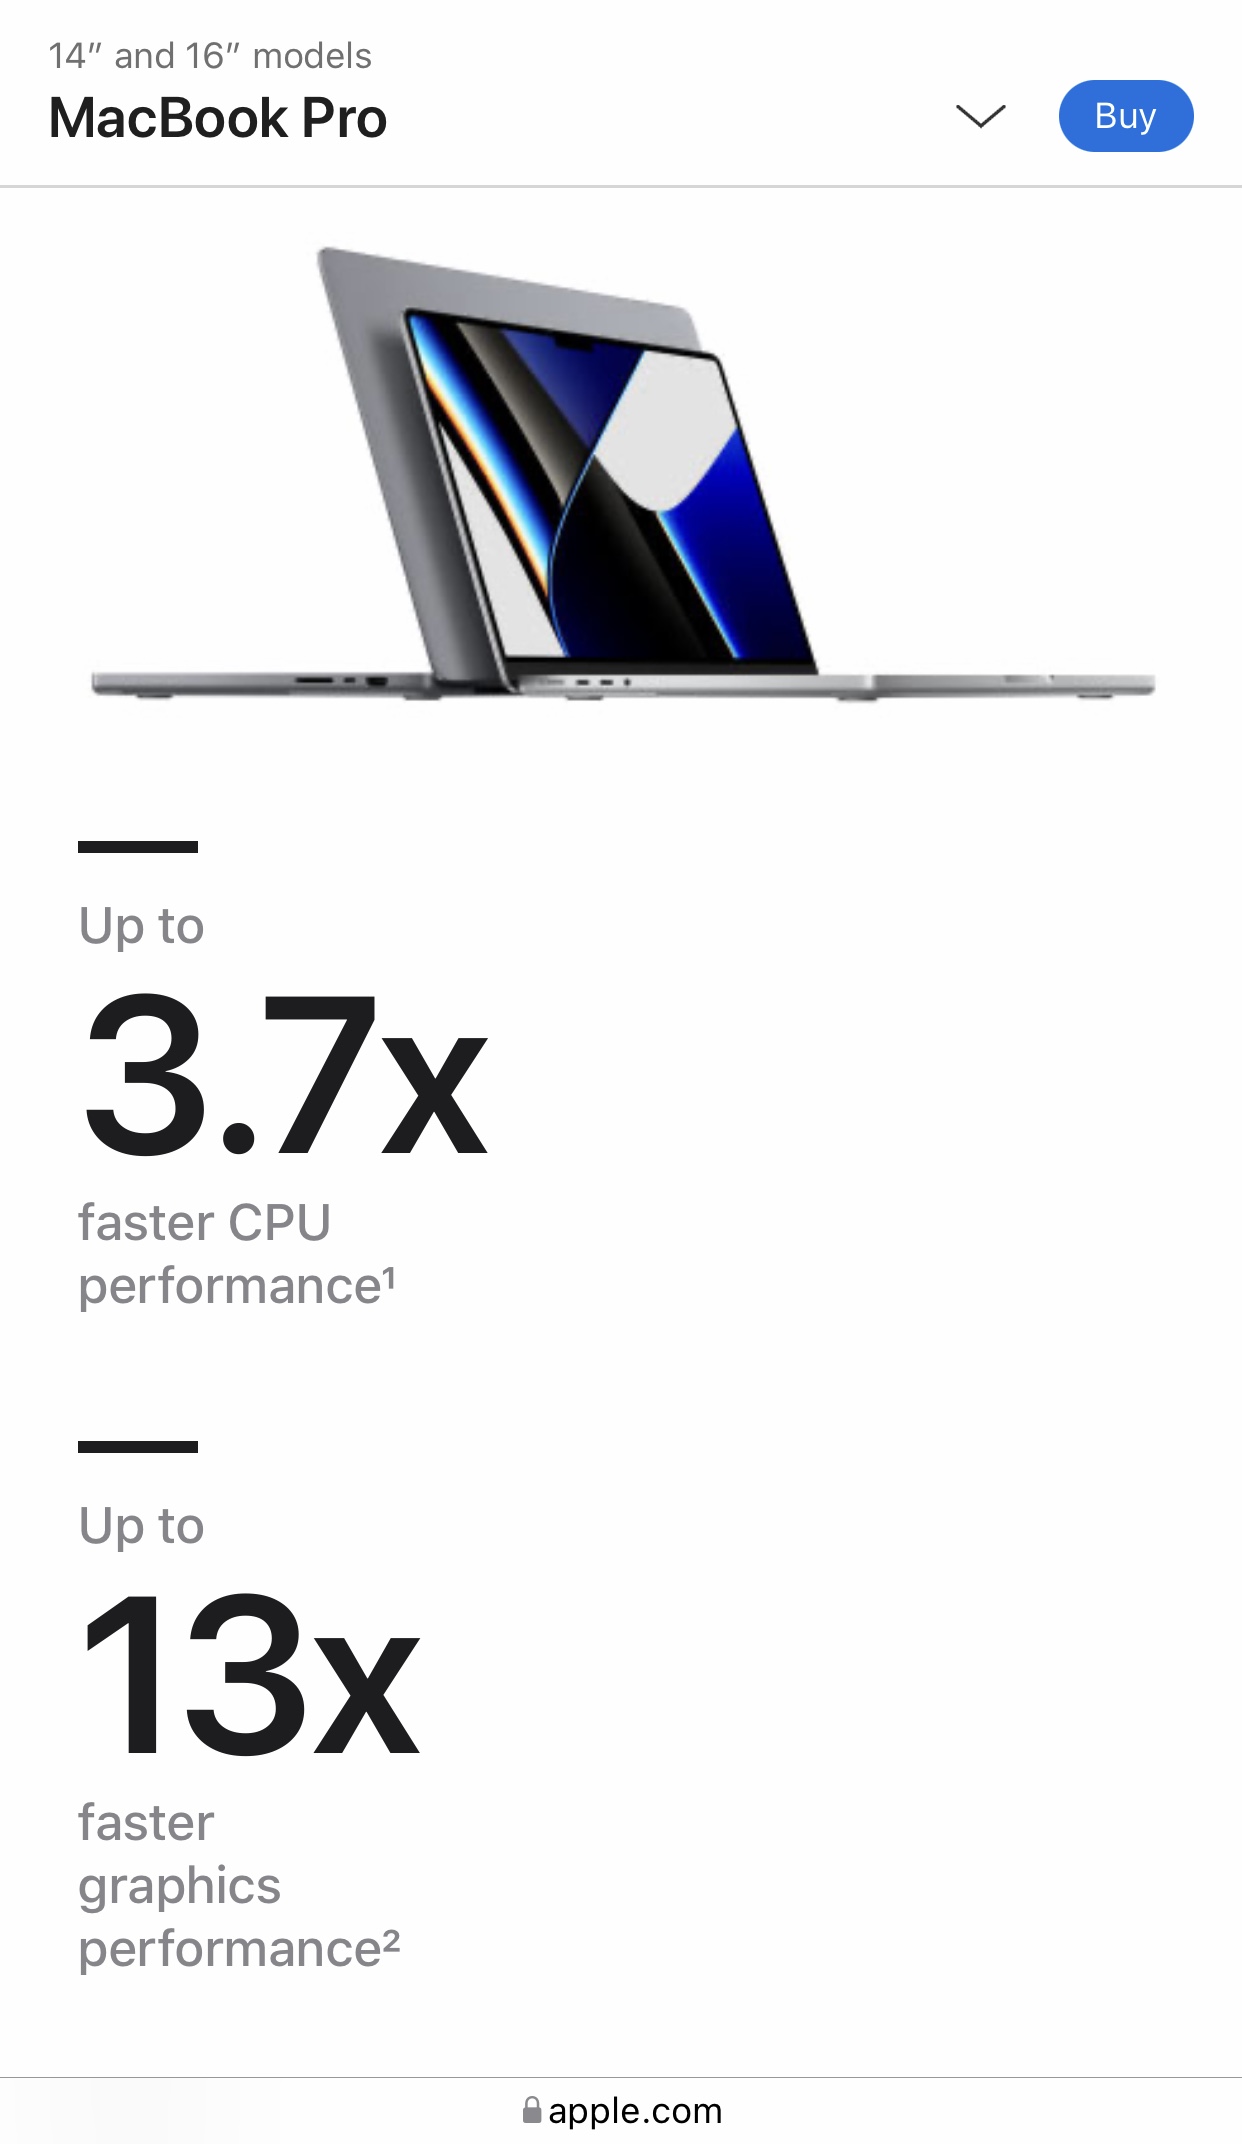 14″ and 16″ models
MacBook Pro
Buy
Up to
3.7x
faster CPU
performance¹
Up to
13x
faster
graphics
performance²
apple.com